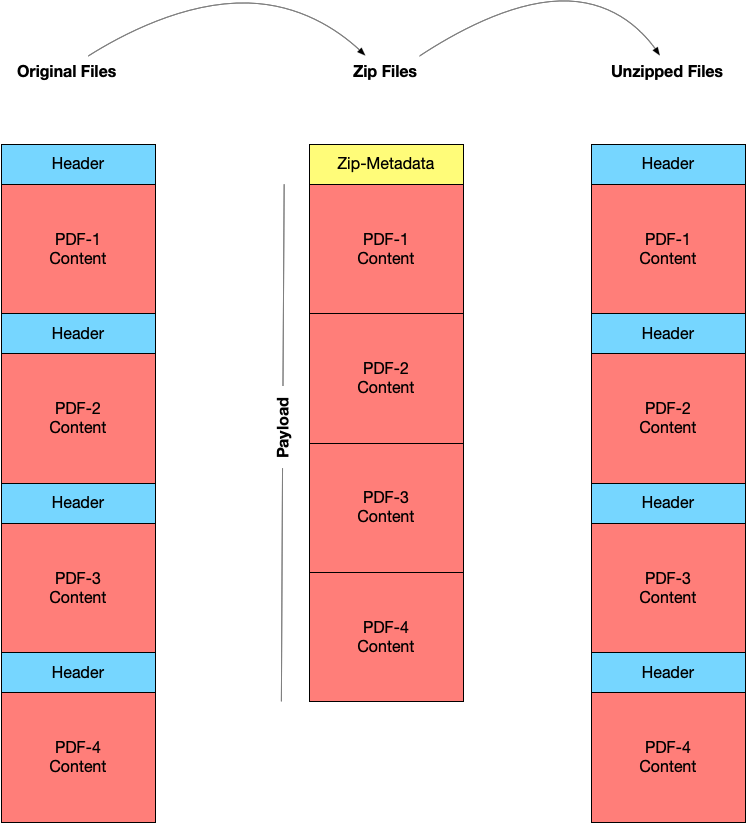 Original Files
Zip Files
Unzipped Files
Header
PDF-1
Content
Header
PDF-2
Content
Header
PDF-3
Content
Header
PDF-4
Content
Payload
Zip-Metadata
PDF-1
Content
PDF-2
Content
PDF-3
Content
PDF-4
Content
Header
PDF-1
Content
Header
PDF-2
Content
Header
PDF-3
Content
Header
PDF-4
Content